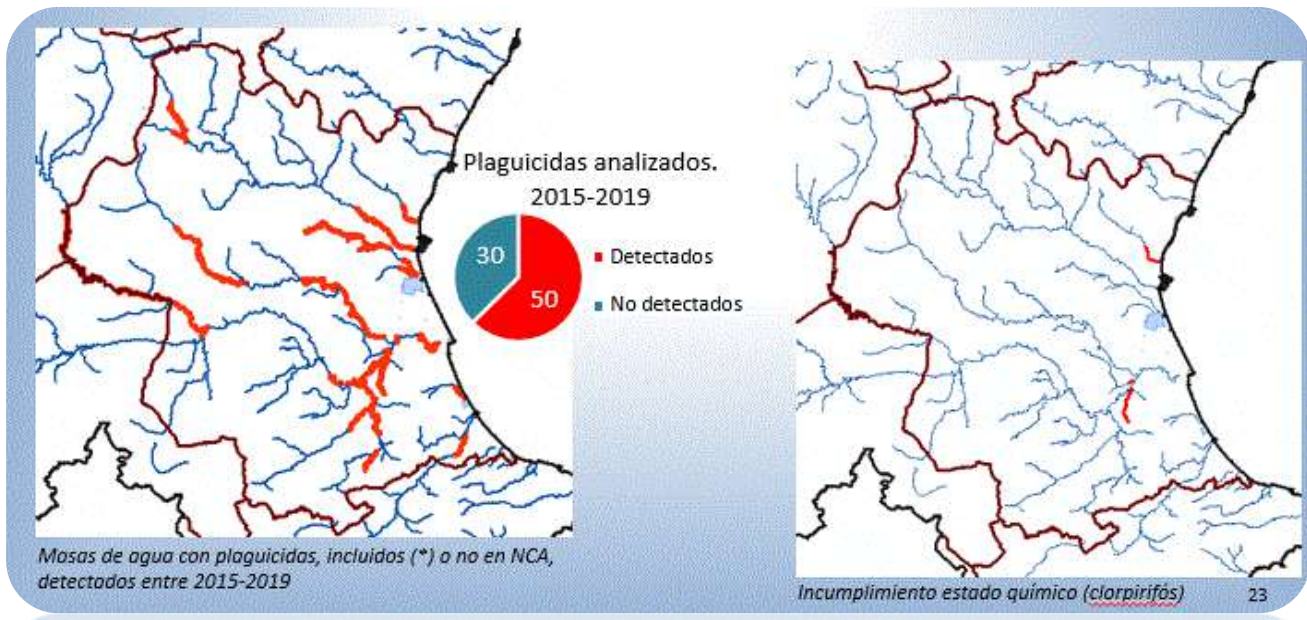 Plaguicidas analizados.
2015-2019
30
50
Detectados
No detectados
Masas de agua con plaguicidas, incluidos (*) o no en NCA,
detectados entre 2015-2019
Incumplimiento estado químico (clorpirifós)
23